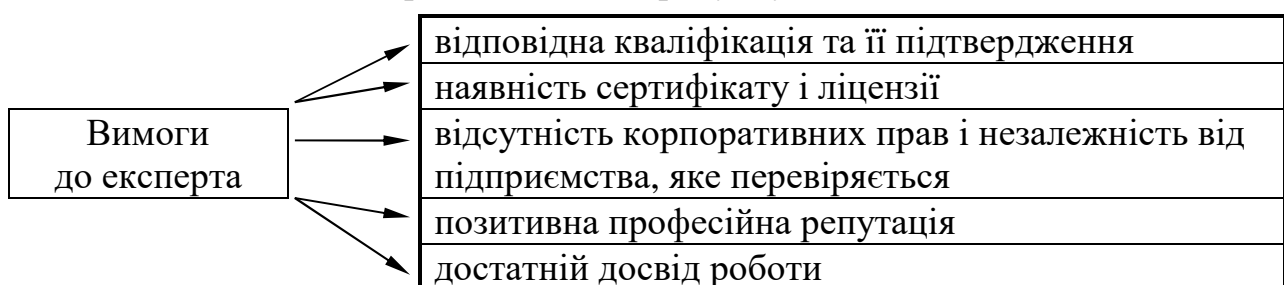 Вимоги
до експерта
відповідна кваліфікація та її підтвердження
наявність сертифікату і ліцензії
відсутність корпоративних прав і незалежність від
підприємства, яке перевіряється
позитивна професійна репутація
достатній досвід роботи